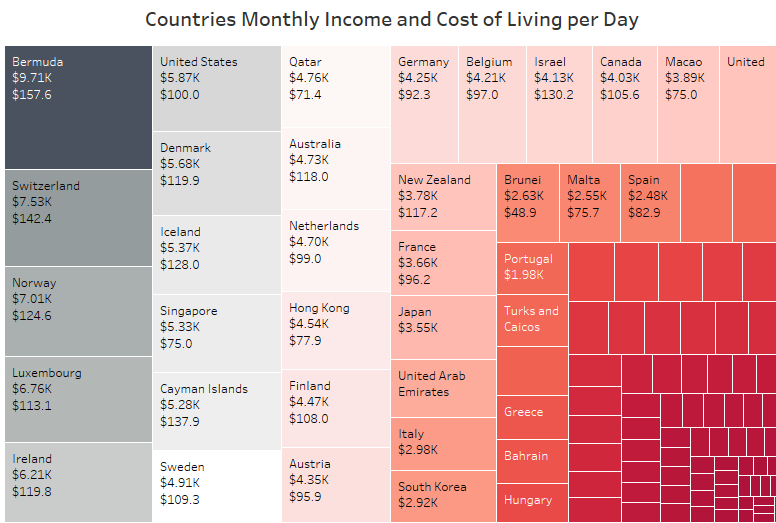 Countries Monthly Income and Cost of Living per Day
Bermuda
$9.71K
$157.6
Switzerland
$7.53K
$142.4
Norway
$7.01K
$124.6
Luxembourg
$6.76K
$113.1
Ireland
$6.21K
$119.8
United States
$5.87K
$100.0
Denmark
$5.68K
$119.9
Iceland
$5.37K
$128.0
Singapore
$5.33K
$75.0
Cayman Islands
$5.28K
$137.9
Sweden
$4.91K
$109.3
Qatar
$4.76K
$71.4
Australia
$4.73K
$118.0
Netherlands
$4.70K
$99.0
Hong Kong
$4.54K
$77.9
Finland
$4.47K
$108.0
Austria
$4.35K
$95.9
Germany
$4.25K
$92.3
Belgium
$4.21K
$97.0
Israel
$4.13K
$130.2
Canada
$4.03K
$105.6
Macao
$3.89K
$75.0
United
New Zealand
$3.78K
$117.2
France
$3.66K
$96.2
Japan
$3.55K
United Arab
Emirates
Italy
$2.98K
South Korea
$2.92K
Brunei
$2.63K
$48.9
Malta
$2.55K
$75.7
Spain
$2.48K
$82.9
Portugal
$1.98K
Turks and
Caicos
Greece
Bahrain
Hungary